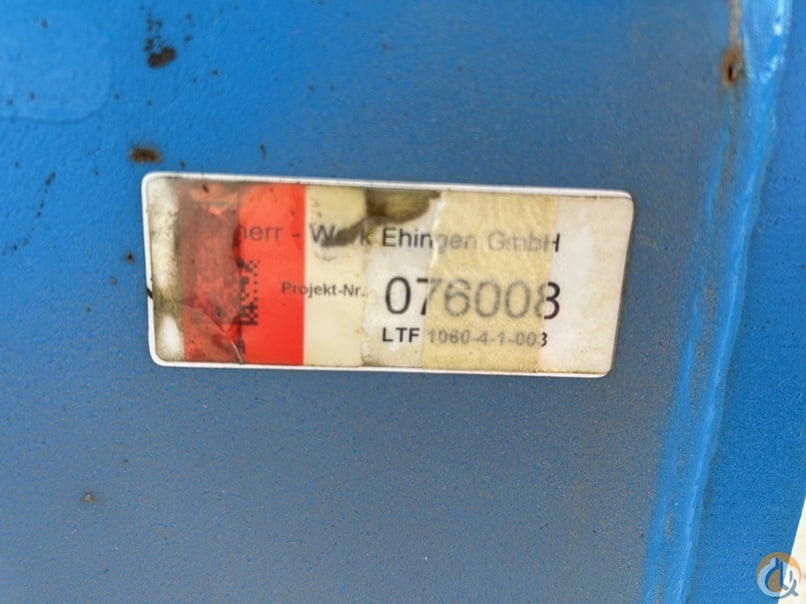 herr - Werk Ehingen GmbH
Projekt-Nr. 076008
LTF 1060-4-1-003